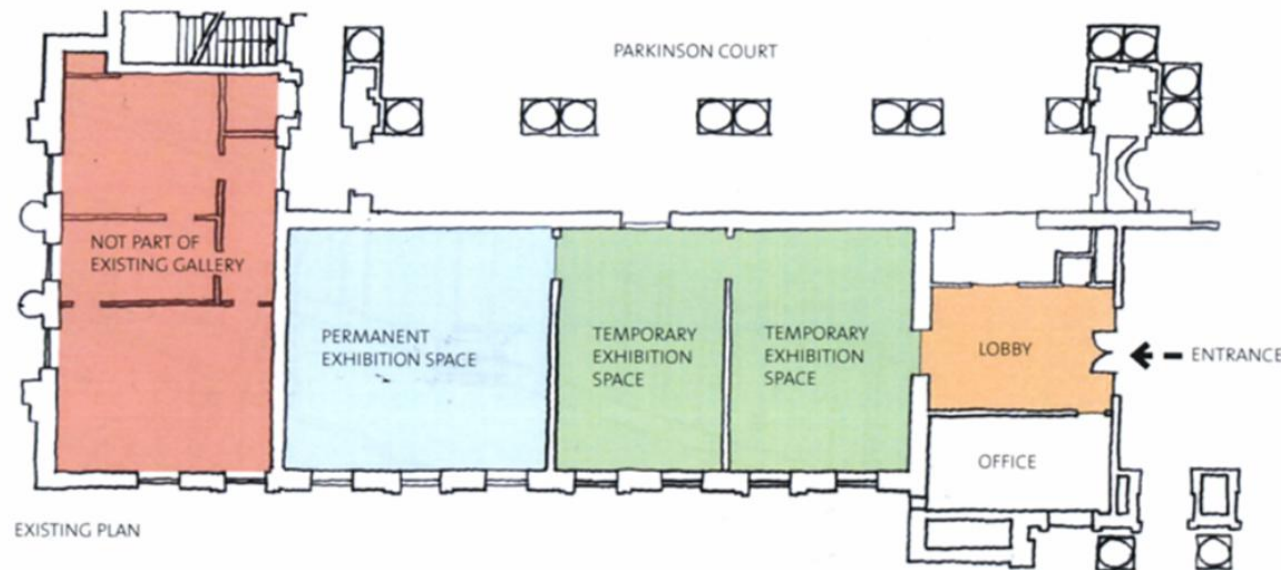 PARKINSON COURT
NOT PART OF
EXISTING GALLERY
PERMANENT
EXHIBITION SPACE
TEMPORARY
EXHIBITION
SPACE
TEMPORARY
EXHIBITION
SPACE
LOBBY
ENTRANCE
OFFICE
EXISTING PLAN